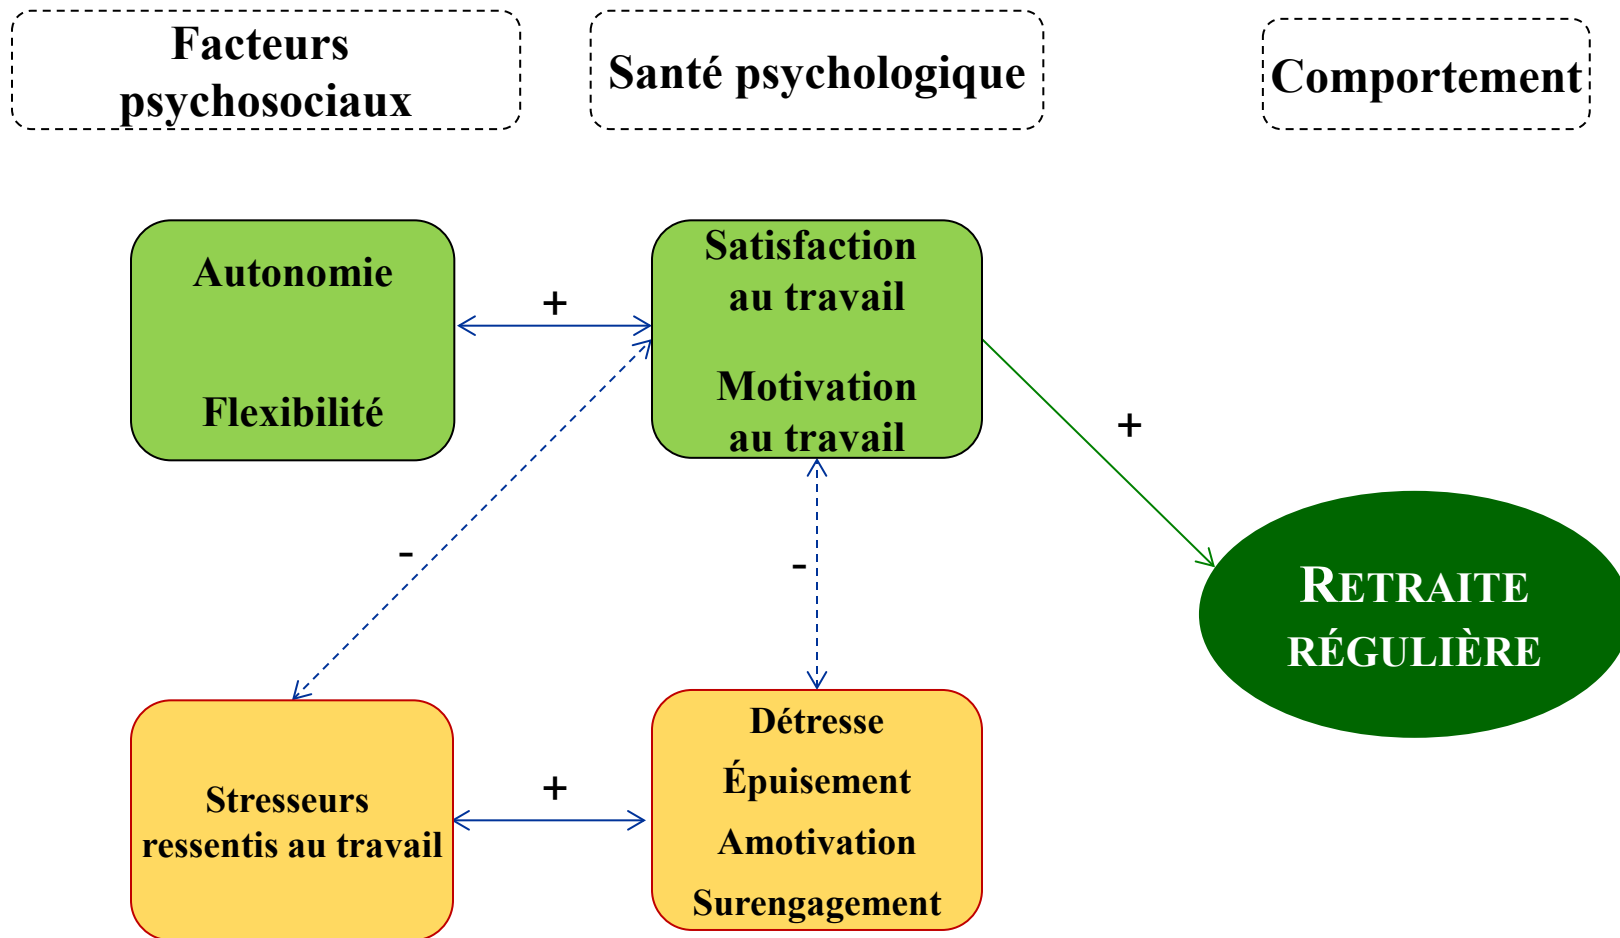 Facteurs
psychosociaux
Santé psychologique
Comportement
Autonomie
Flexibilité
+
Satisfaction
au travail
Motivation
au travail
+
-
-
RETRAITE
RÉGULIÈRE
Stresseurs
ressentis au travail
+
Détresse
Épuisement
Amotivation
Surengagement